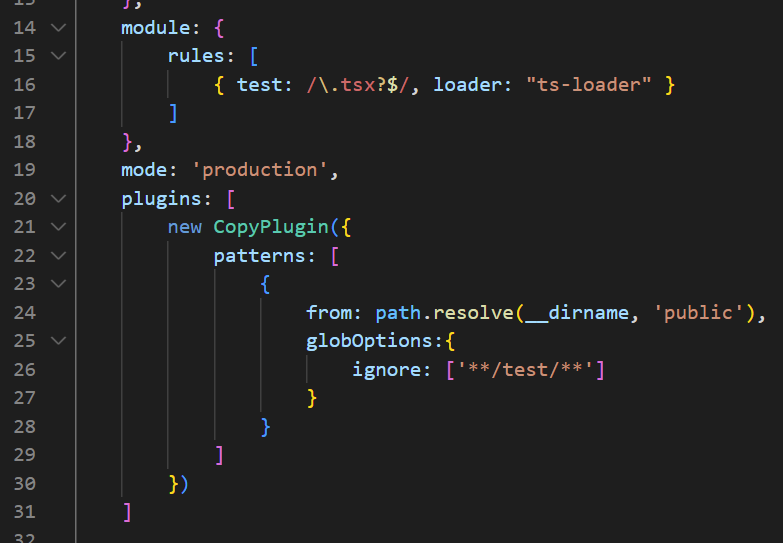 13 },
14 module: {
15 rules: [
16 { test: /\.tsx?$/, loader: "ts-loader" }
17 ]
18 },
19 mode: 'production',
20 plugins: [
21 new CopyPlugin({
22 patterns: [
23 {
24 from: path.resolve(__dirname, 'public'),
25 globOptions:{
26 ignore: ['**/test/**']
27 }
28 }
29 ]
30 })
31 ]
32